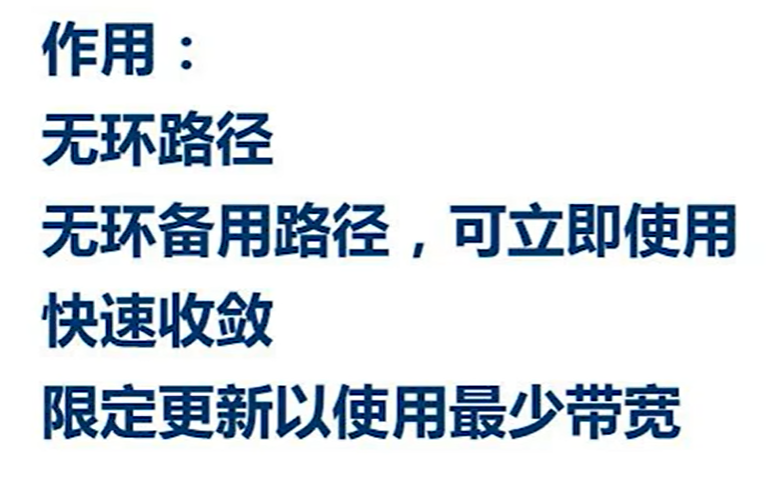 作用：
无环路径
无环备用路径，可立即使用
快速收敛
限定更新以使用最少带宽